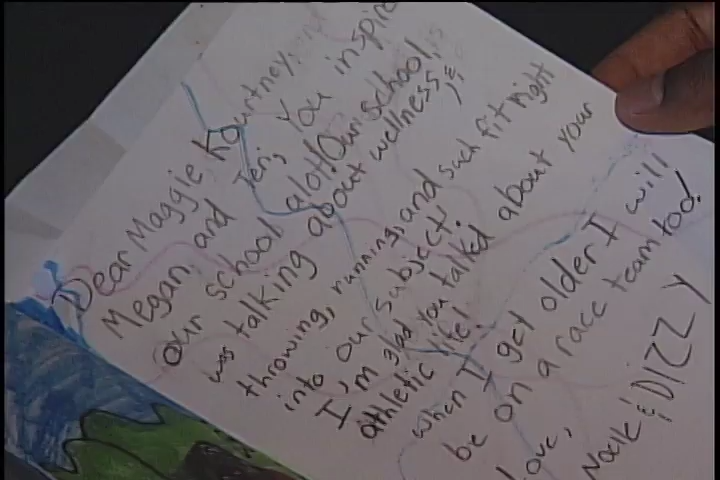 Dear Maggie, Kourtney,
Megan, and Teri, You inspire
our school alot! Our school
was talking about wellness,
throwing, running, and such fit right
into our subject!
I'm glad you talked about your
athletic life!
When I get older I will
be on a race team too!
Love,
& DIZZY